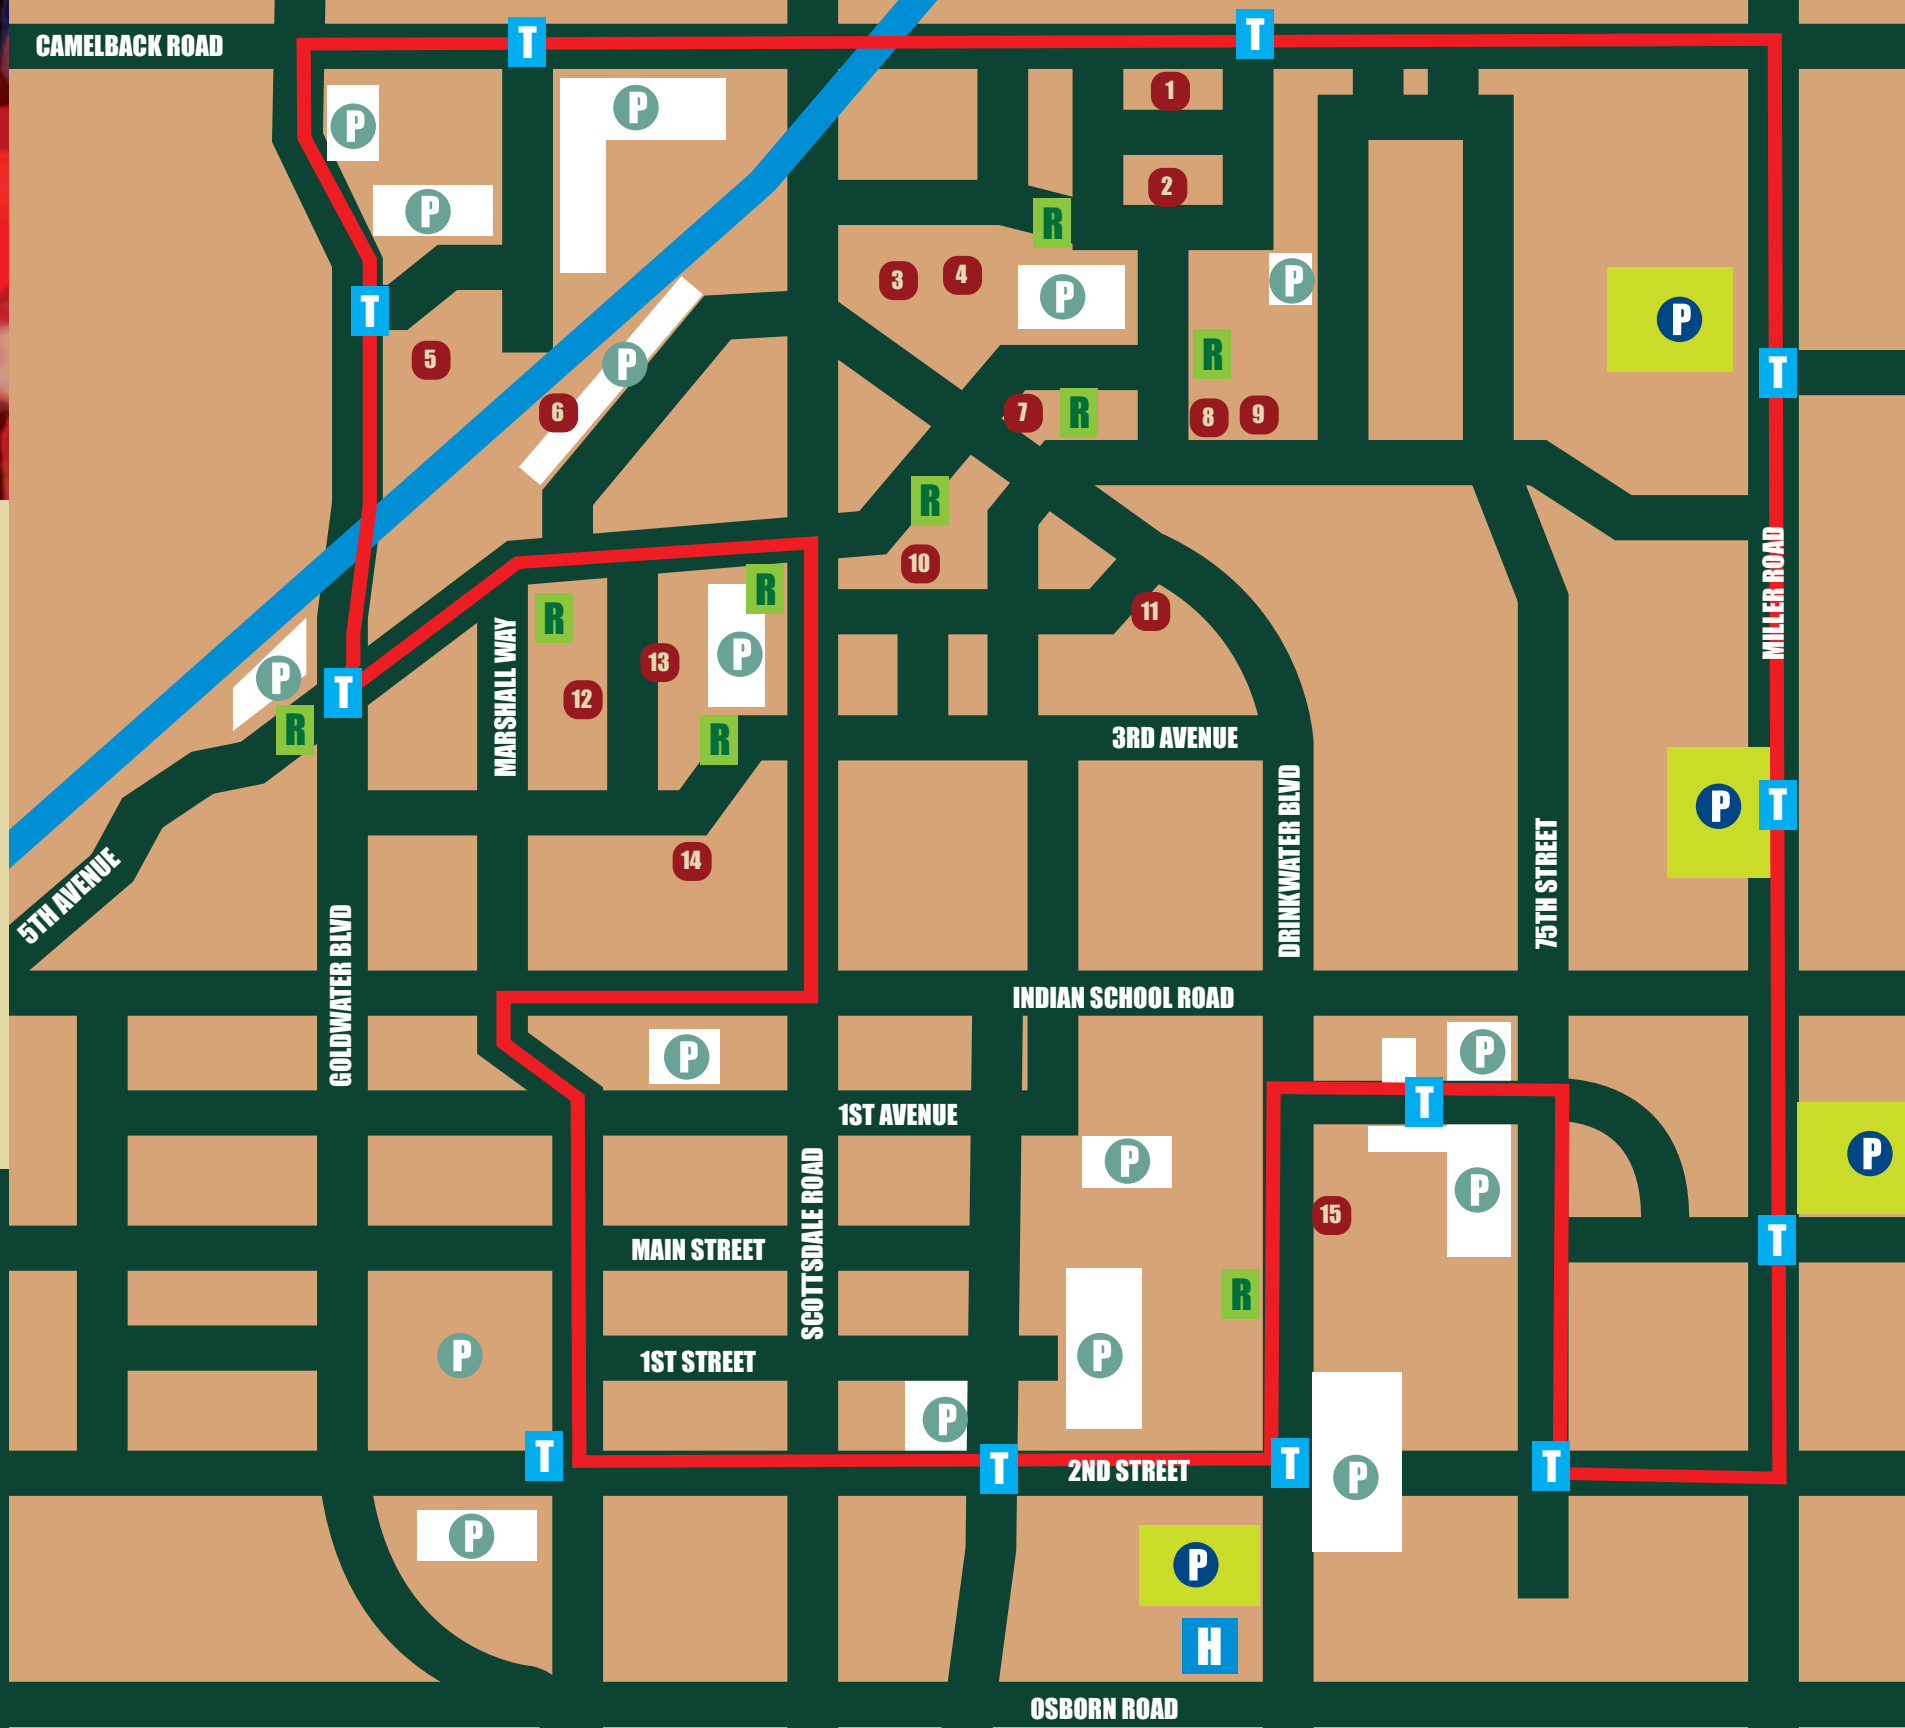 CAMELBACK ROAD
T
T
P
P
1
P
2
P
R
3
4
P
P
T
P
5
P
R
T
6
7
R
8
9
R
10
R
R
11
MILLER ROAD
MARSHALL WAY
13
P
P
T
12
R
R
3RD AVENUE
P
T
DRINKWATER BLVD
75TH STREET
14
5TH AVENUE
GOLDWATER BLVD
INDIAN SCHOOL ROAD
P
P
T
1ST AVENUE
P
P
P
SCOTTSDALE ROAD
15
T
MAIN STREET
R
P
1ST STREET
P
P
T
T
2ND STREET
T
P
T
P
P
H
OSBORN ROAD